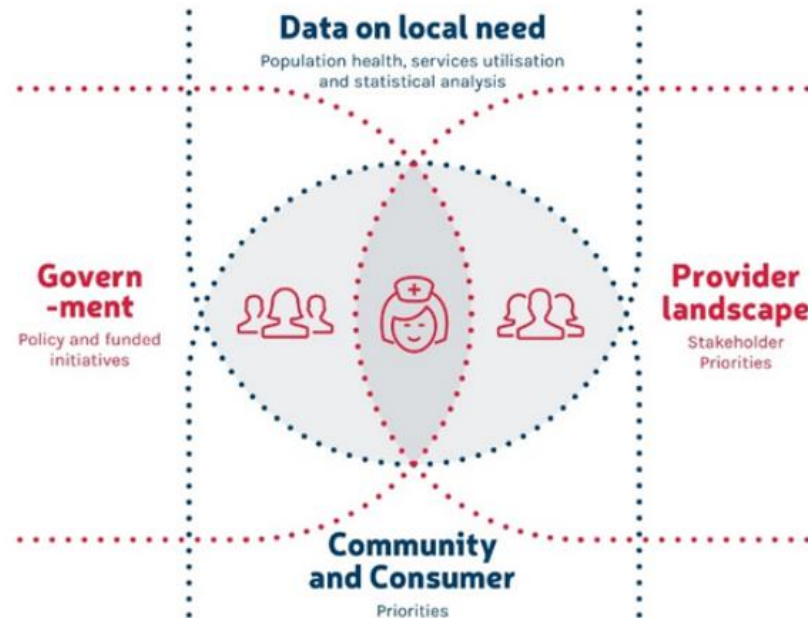 Data on local need
Population health, services utilisation
and statistical analysis
Govern
-ment
Policy and funded
initiatives
Provider
landscape
Stakeholder
Priorities
Community
and Consumer
Priorities